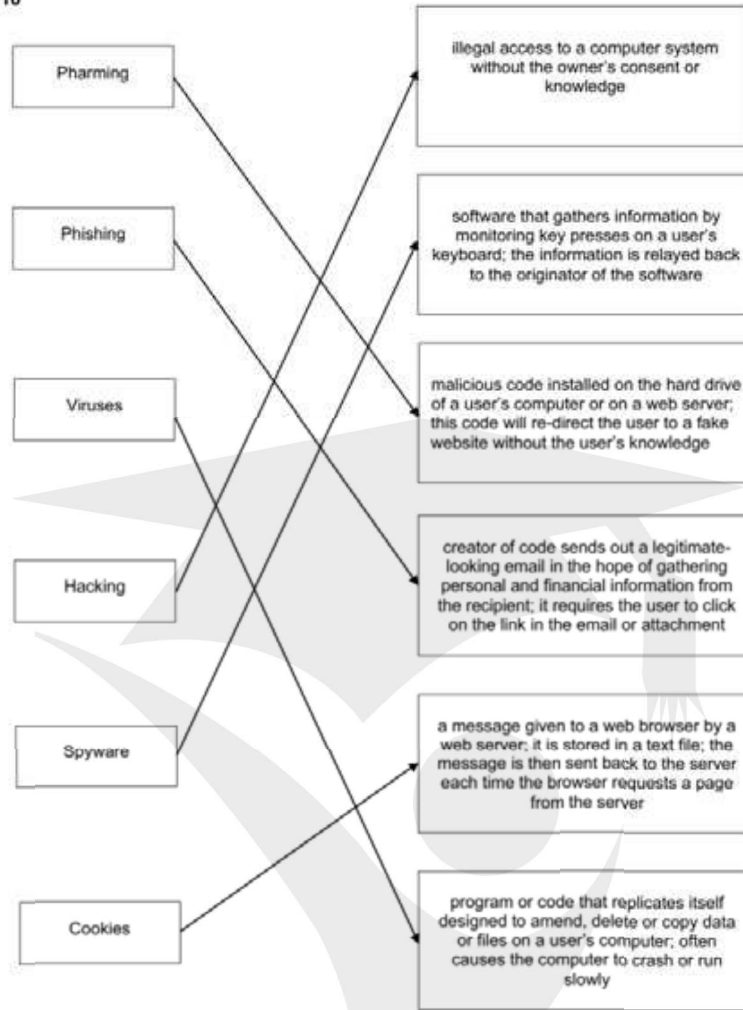 Pharming
illegal access to a computer system
without the owner's consent or
knowledge
Phishing
software that gathers information by
monitoring key presses on a user's
keyboard; the information is relayed back
to the originator of the software
Viruses
malicious code installed on the hard drive
of a user's computer or on a web server;
this code will re-direct the user to a fake
website without the user's knowledge
Hacking
creator of code sends out a legitimate-
looking email in the hope of gathering
personal and financial information from
the recipient; it requires the user to click
on the link in the email or attachment
Spyware
a message given to a web browser by a
web server; it is stored in a text file; the
message is then sent back to the server
each time the browser requests a page
from the server
Cookies
program or code that replicates itself
designed to amend, delete or copy data
or files on a user's computer; often
causes the computer to crash or run
slowly